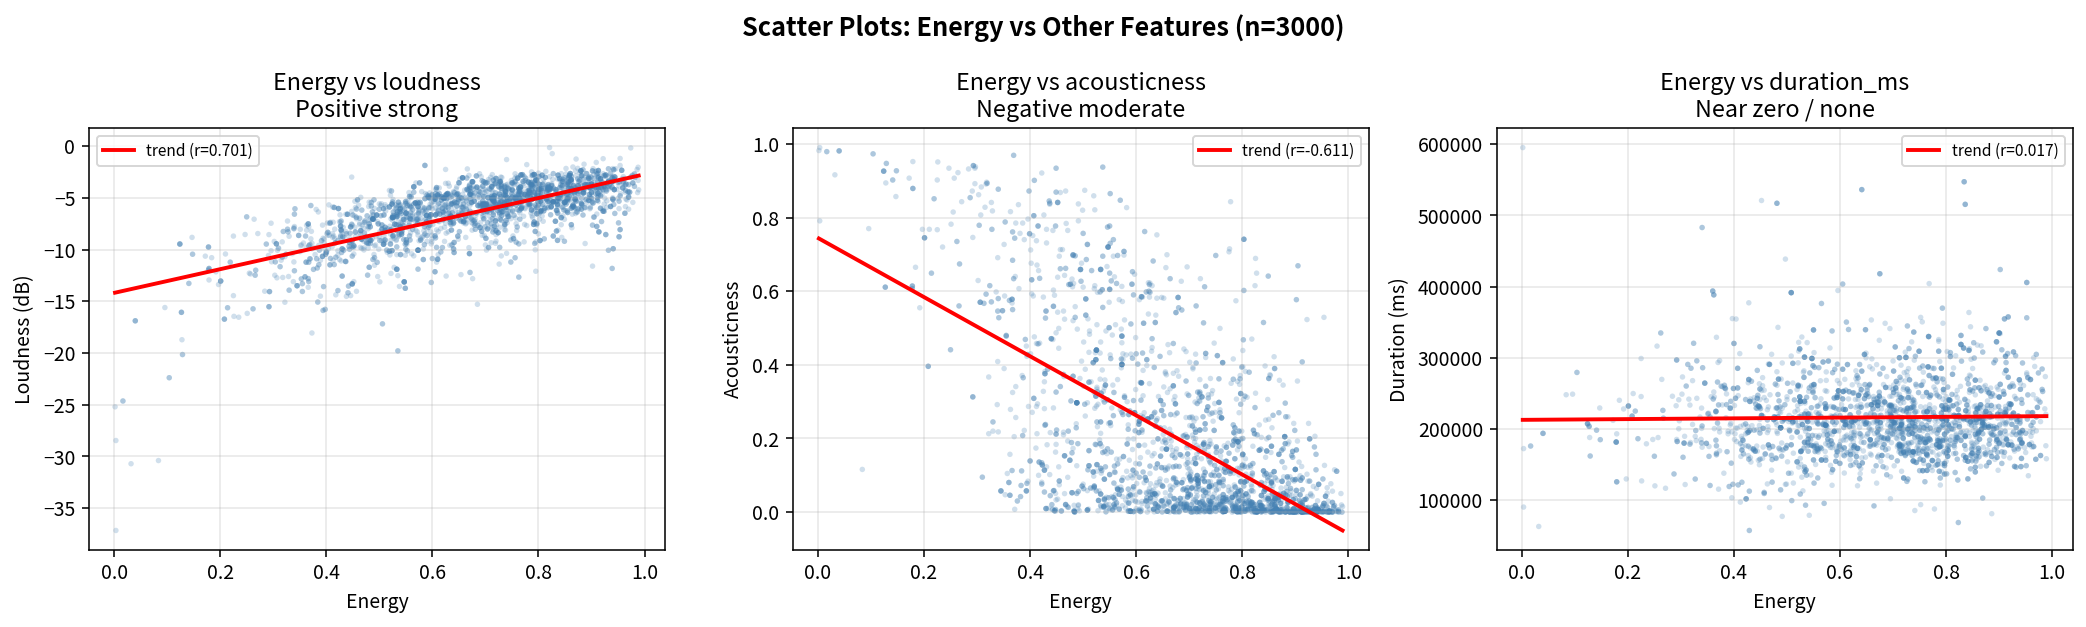 Scatter Plots: Energy vs Other Features (n=3000)
Energy vs loudness
Positive strong
trend (r=0.701)
Loudness (dB)
0
−5
−10
−15
−20
−25
−30
−35
0.0 0.2 0.4 0.6 0.8 1.0
Energy
Energy vs acousticness
Negative moderate
trend (r=-0.611)
Acousticness
1.0
0.8
0.6
0.4
0.2
0.0
0.0 0.2 0.4 0.6 0.8 1.0
Energy
Energy vs duration_ms
Near zero / none
trend (r=0.017)
Duration (ms)
600000
500000
400000
300000
200000
100000
0.0 0.2 0.4 0.6 0.8 1.0
Energy